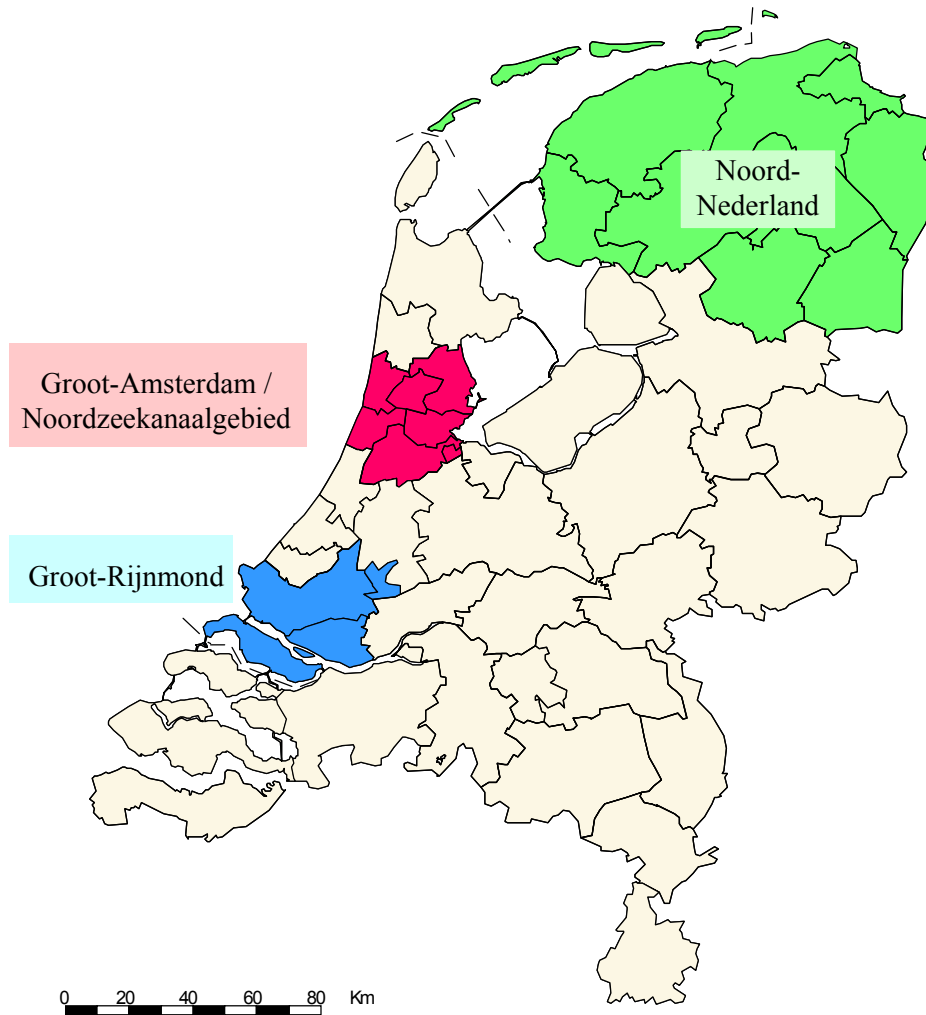 Noord-
Nederland
Groot-Amsterdam /
Noordzeekanaalgebied
Groot-Rijnmond
0 20 40 60 80 Km